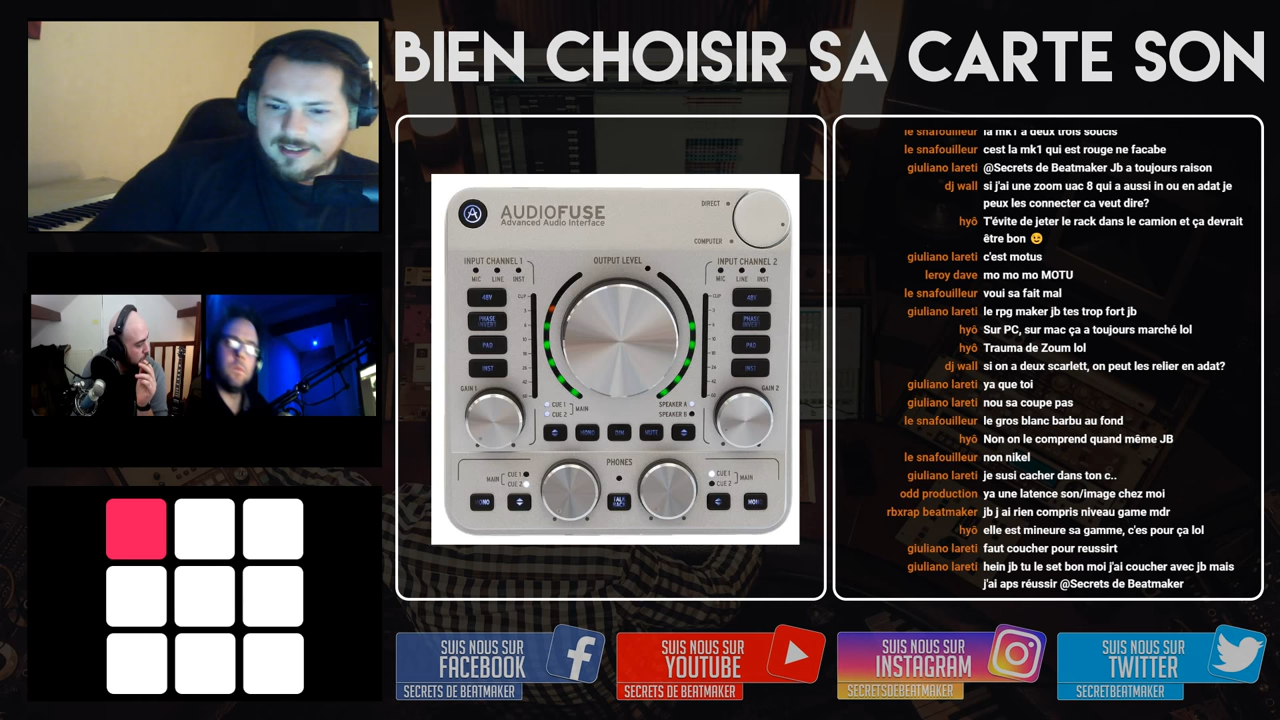 BIEN CHOISIR SA CARTE SON
AUDIOFUSE
Advanced Audio Interface
DIRECT
COMPUTER
INPUT CHANNEL 1
OUTPUT LEVEL
INPUT CHANNEL 2
MIC LINE INST
MIC LINE INST
CLIP
CLIP
48V
48V
PHASE INVERT
PHASE INVERT
PAD
PAD
INST
INST
GAIN 1
GAIN 2
CUE 1
CUE 2
MAIN
SPEAKER A
SPEAKER B
MONO
DIM
MUTE
PHONES
MAIN
CUE 1
CUE 2
CUE 1
CUE 2
MAIN
MONO
TALK BACK
MONO
le snafouilleur la mk1 a deux trois soucis
le snafouilleur cest la mk1 qui est rouge ne facabe
giuliano lareti @Secrets de Beatmaker Jb a toujours raison
dj wall si j'ai une zoom uac 8 qui a aussi in ou en adat je
peux les connecter ca veut dire?
hyō T'évite de jeter le rack dans le camion et ça devrait
être bon 😉
giuliano lareti c'est motus
leroy dave mo mo mo MOTU
le snafouilleur voui sa fait mal
giuliano lareti le rpg maker jb tes trop fort jb
hyō Sur PC, sur mac ça a toujours marché lol
hyō Trauma de Zoum lol
dj wall si on a deux scarlett, on peut les relier en adat?
giuliano lareti ya que toi
giuliano lareti nou sa coupe pas
le snafouilleur le gros blanc barbu au fond
hyō Non on le comprend quand même JB
le snafouilleur non nikel
giuliano lareti je susi cacher dans ton c..
odd production ya une latence son/image chez moi
rbxrap beatmaker jb j ai rien compris niveau game mdr
hyō elle est mineure sa gamme, c'es pour ça lol
giuliano lareti faut coucher pour reussirt
giuliano lareti hein jb tu le set bon moi j'ai coucher avec jb mais
j'ai aps réussir @Secrets de Beatmaker
SUIS NOUS SUR
FACEBOOK
SECRETS DE BEATMAKER
SUIS NOUS SUR
YOUTUBE
SECRETS DE BEATMAKER
SUIS NOUS SUR
INSTAGRAM
SECRETSDEBEATMAKER
SUIS NOUS SUR
TWITTER
SECRETBEATMAKER